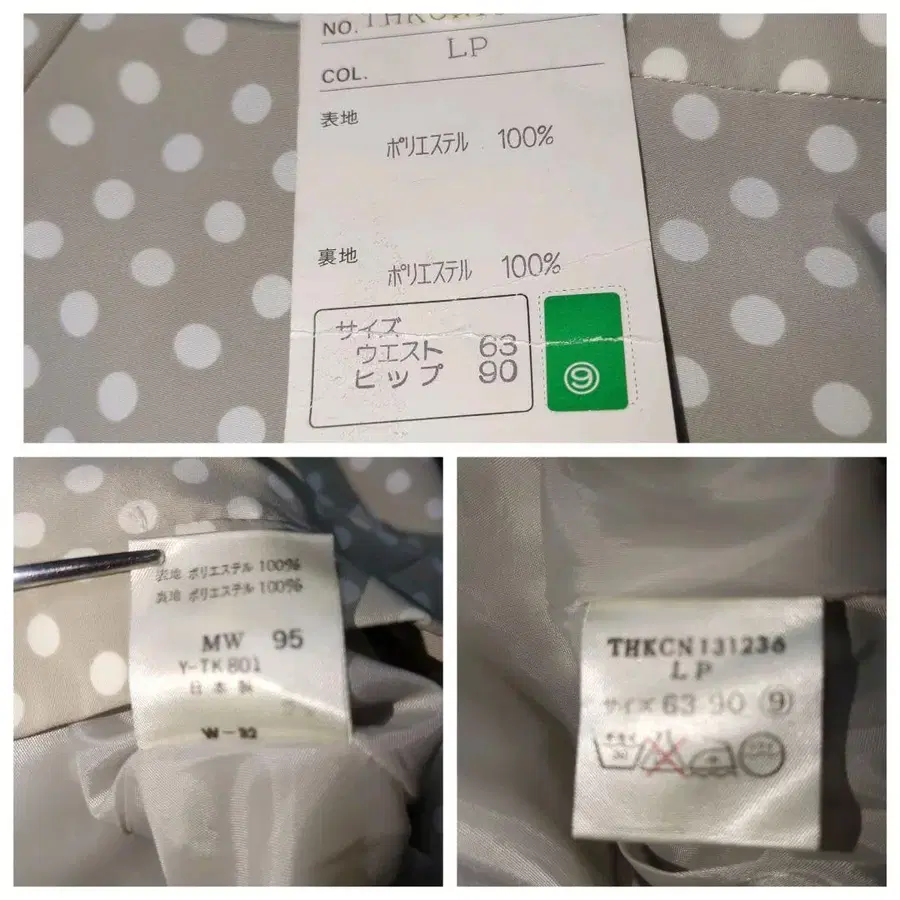 NO.
COL. LP
表地
ポリエステル 100%
裏地
ポリエステル 100%
サイズ
ウエスト 63
ヒップ 90
⑨
表地 ポリエステル 100%
裏地 ポリエステル 100%
MW 95
Y-TK801
日本製
W-32
THKCN131236
LP
サイズ 63 90 (9)